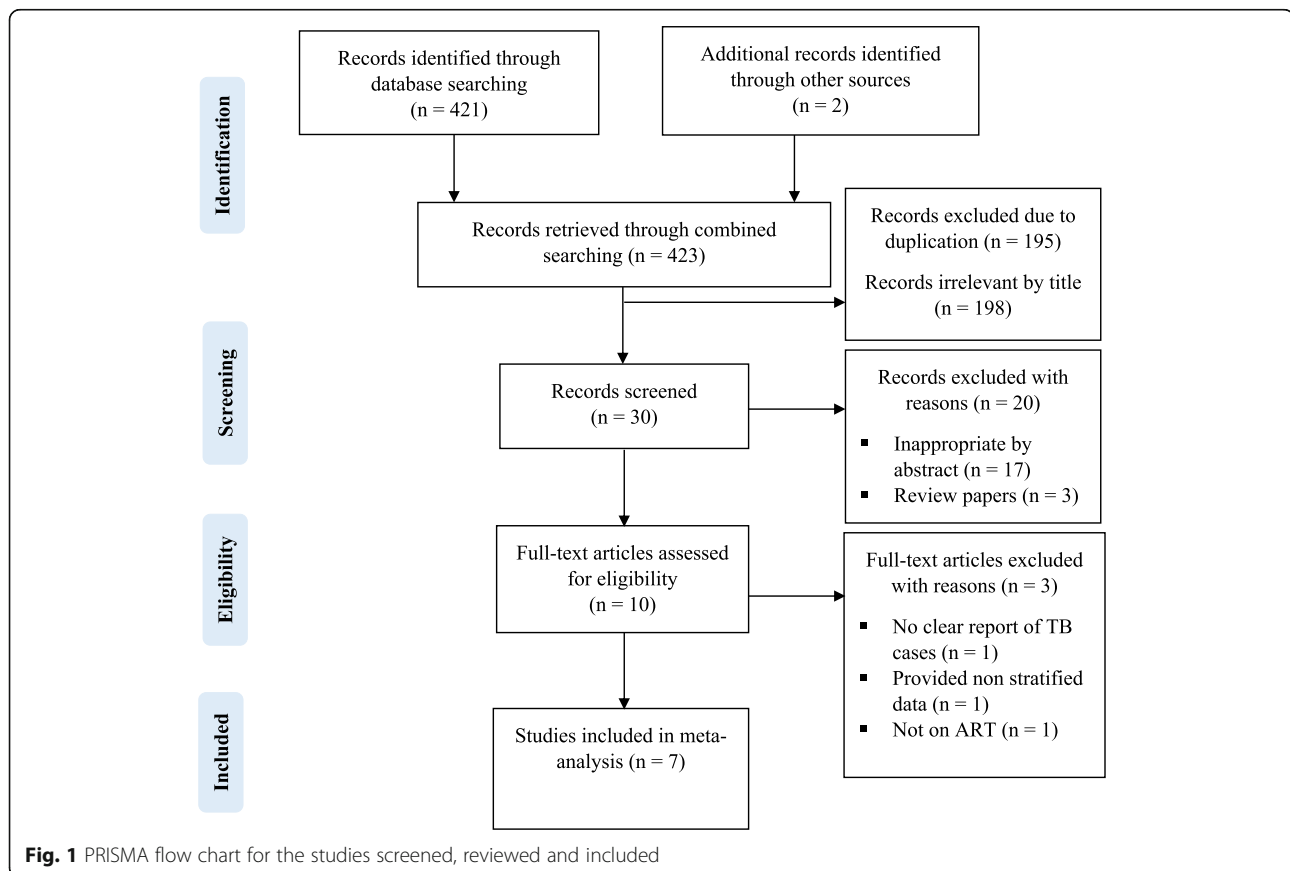 Records identified through
database searching
(n = 421)
Additional records identified
through other sources
(n = 2)
Identification
Records retrieved through combined
searching (n = 423)
Records excluded due to
duplication (n = 195)
Records irrelevant by title
(n = 198)
Screening
Records screened
(n = 30)
Records excluded with
reasons (n = 20)
▪ Inappropriate by
abstract (n = 17)
▪ Review papers (n = 3)
Eligibility
Full-text articles assessed
for eligibility
(n = 10)
Full-text articles excluded
with reasons (n = 3)
▪ No clear report of TB
cases (n = 1)
▪ Provided non stratified
data (n = 1)
▪ Not on ART (n = 1)
Included
Studies included in meta-
analysis (n = 7)
Fig. 1 PRISMA flow chart for the studies screened, reviewed and included